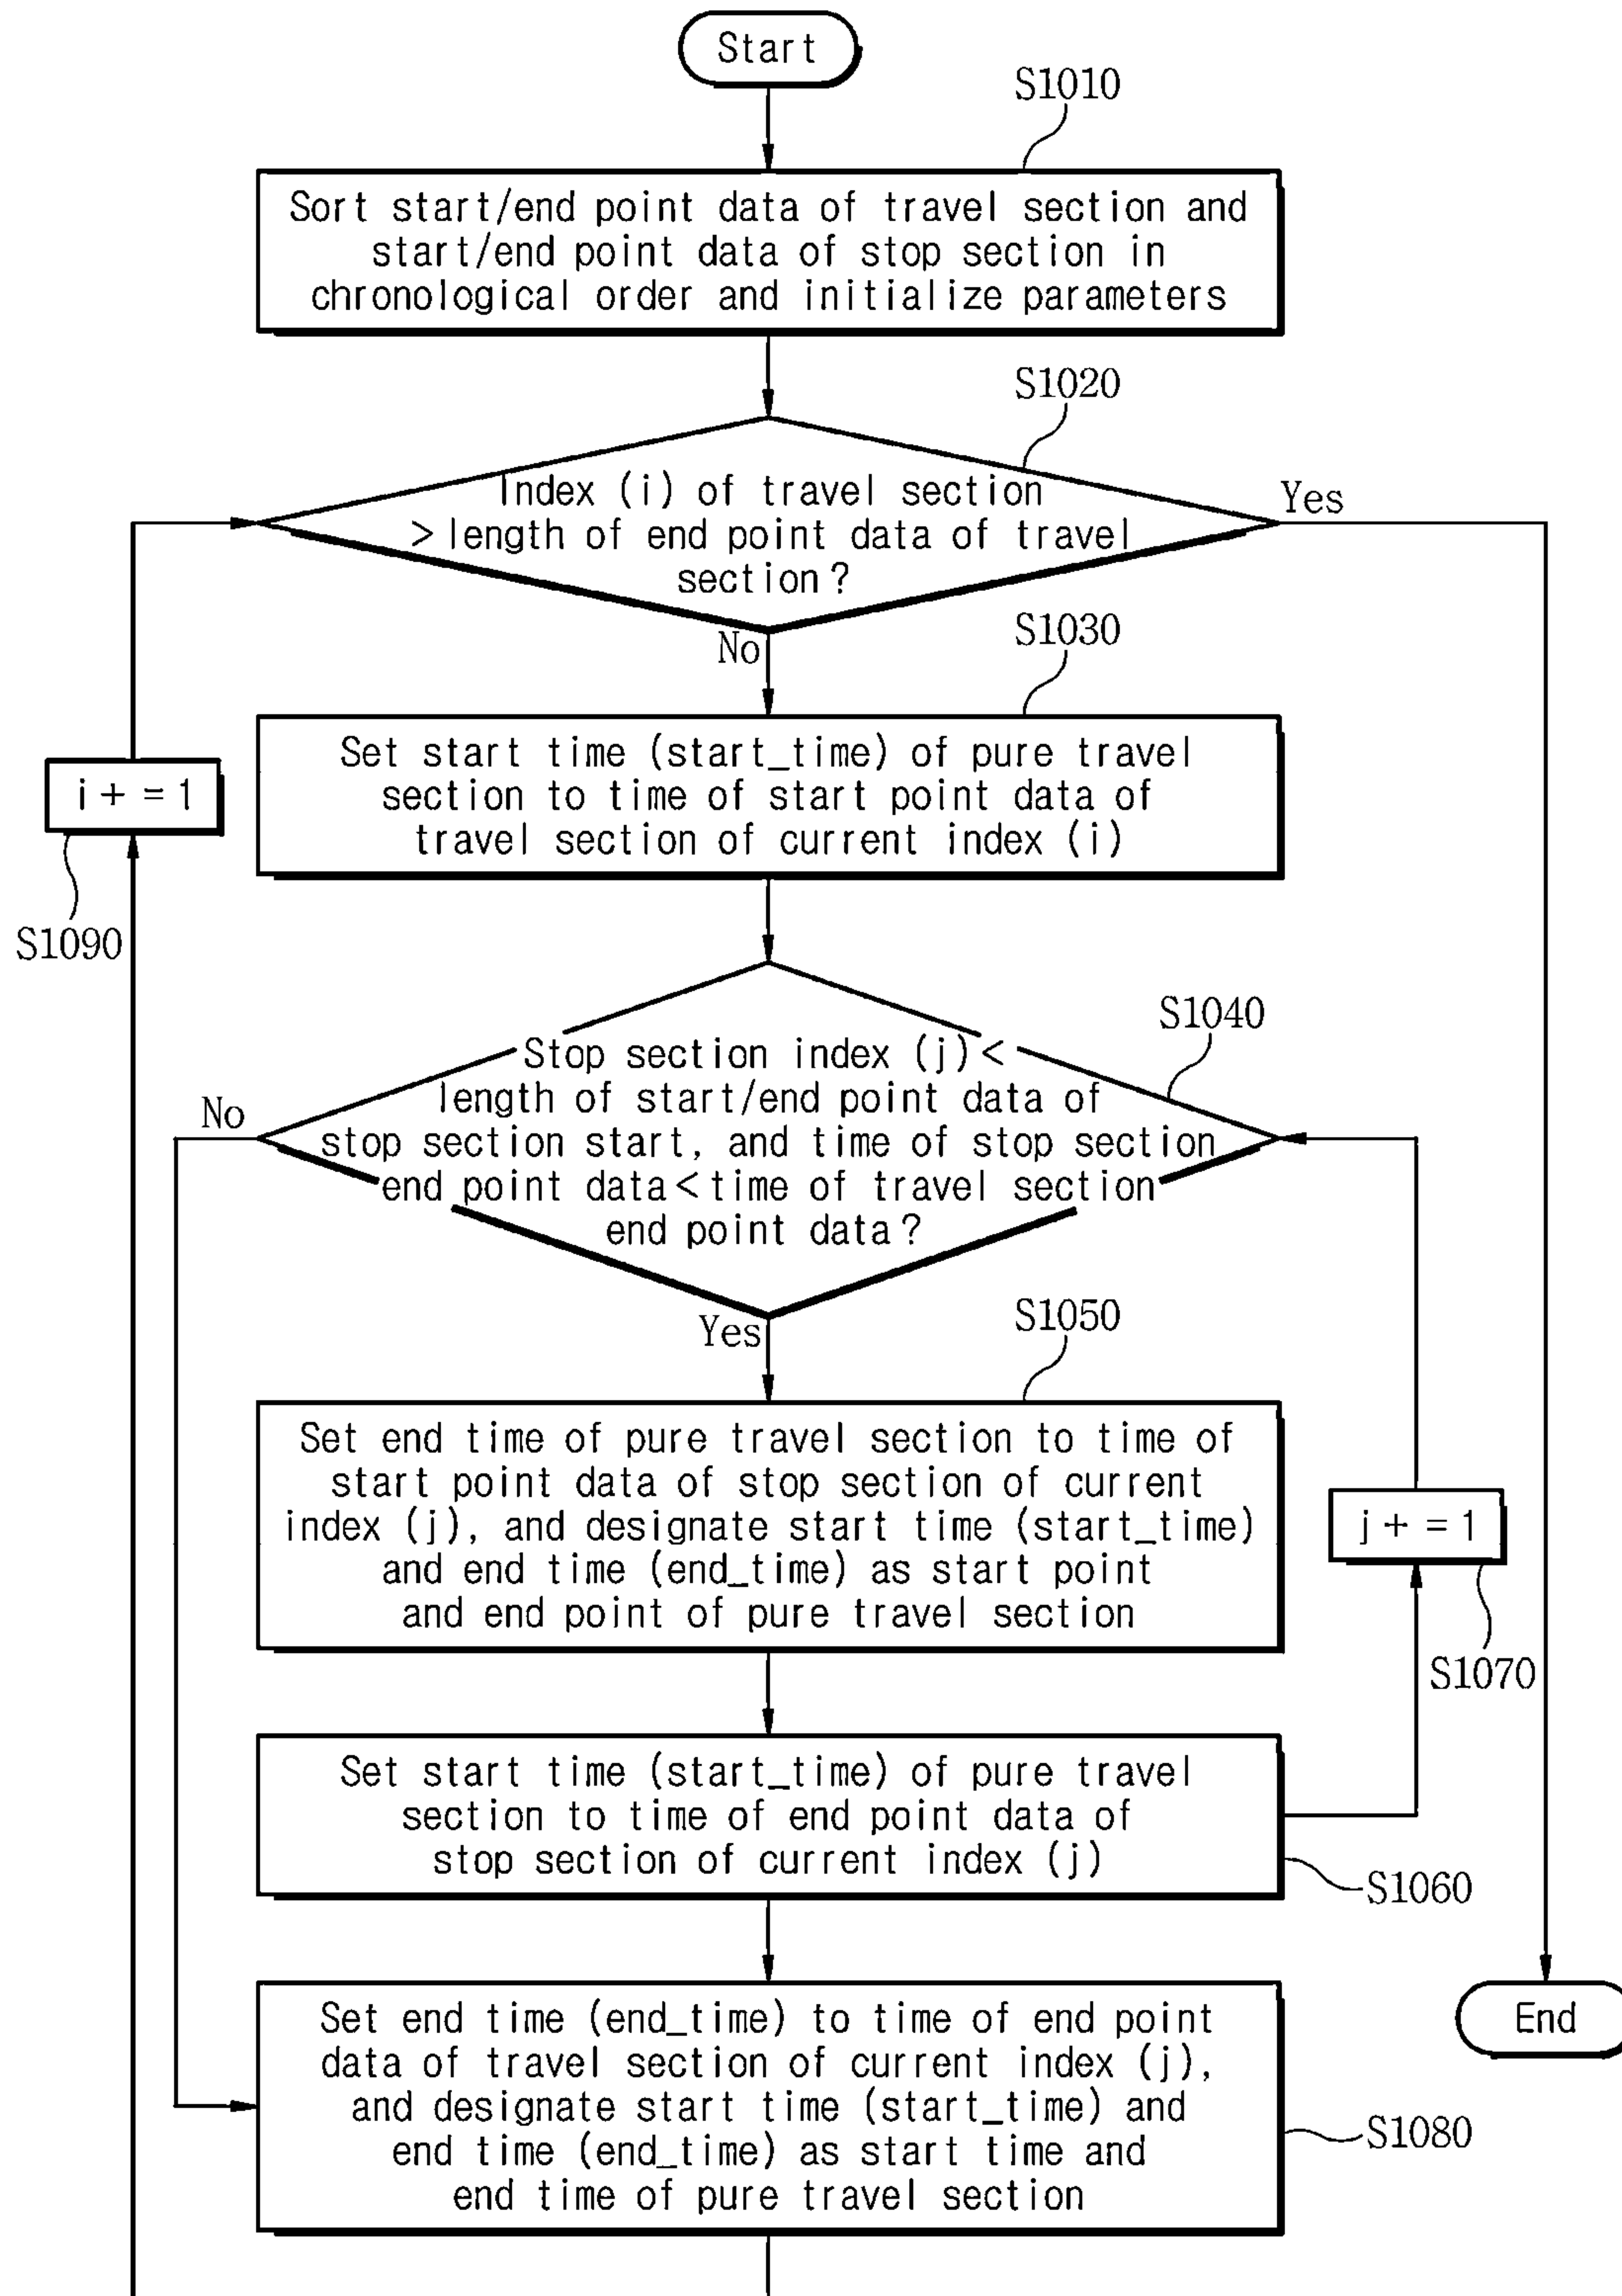 Start
S1010
Sort start/end point data of travel section and
start/end point data of stop section in
chronological order and initialize parameters
S1020
Index (i) of travel section
> length of end point data of travel
section?
Yes
No
S1030
Set start time (start_time) of pure travel
section to time of start point data of
travel section of current index (i)
i + = 1
S1090
S1040
Stop section index (j) <
length of start/end point data of
stop section start, and time of stop section
end point data < time of travel section
end point data?
No
Yes
S1050
Set end time of pure travel section to time of
start point data of stop section of current
index (j), and designate start time (start_time)
and end time (end_time) as start point
and end point of pure travel section
j + = 1
S1070
Set start time (start_time) of pure travel
section to time of end point data of
stop section of current index (j)
S1060
Set end time (end_time) to time of end point
data of travel section of current index (j),
and designate start time (start_time) and
end time (end_time) as start time and
end time of pure travel section
S1080
End